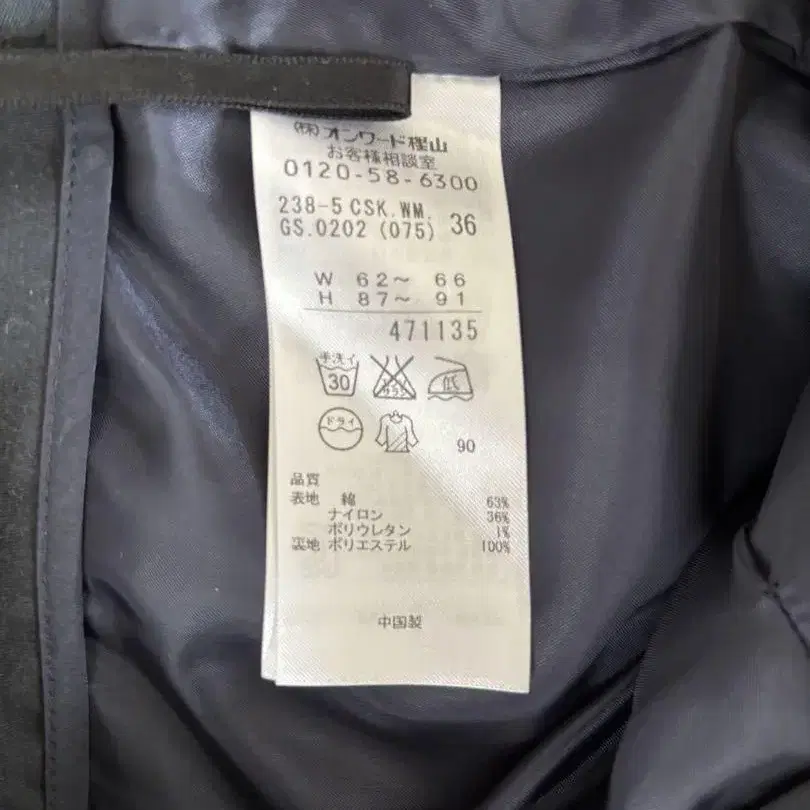 (株)オンワード樫山
お客様相談室
0120-58-6300
238-5 CSK.WM.
GS.0202 (075) 36
W 62～ 66
H 87～ 91
471135
手洗イ 30 低
ドライ 90
品質
表地 綿 63%
ナイロン 36%
ポリウレタン 1%
裏地 ポリエステル 100%
中国製